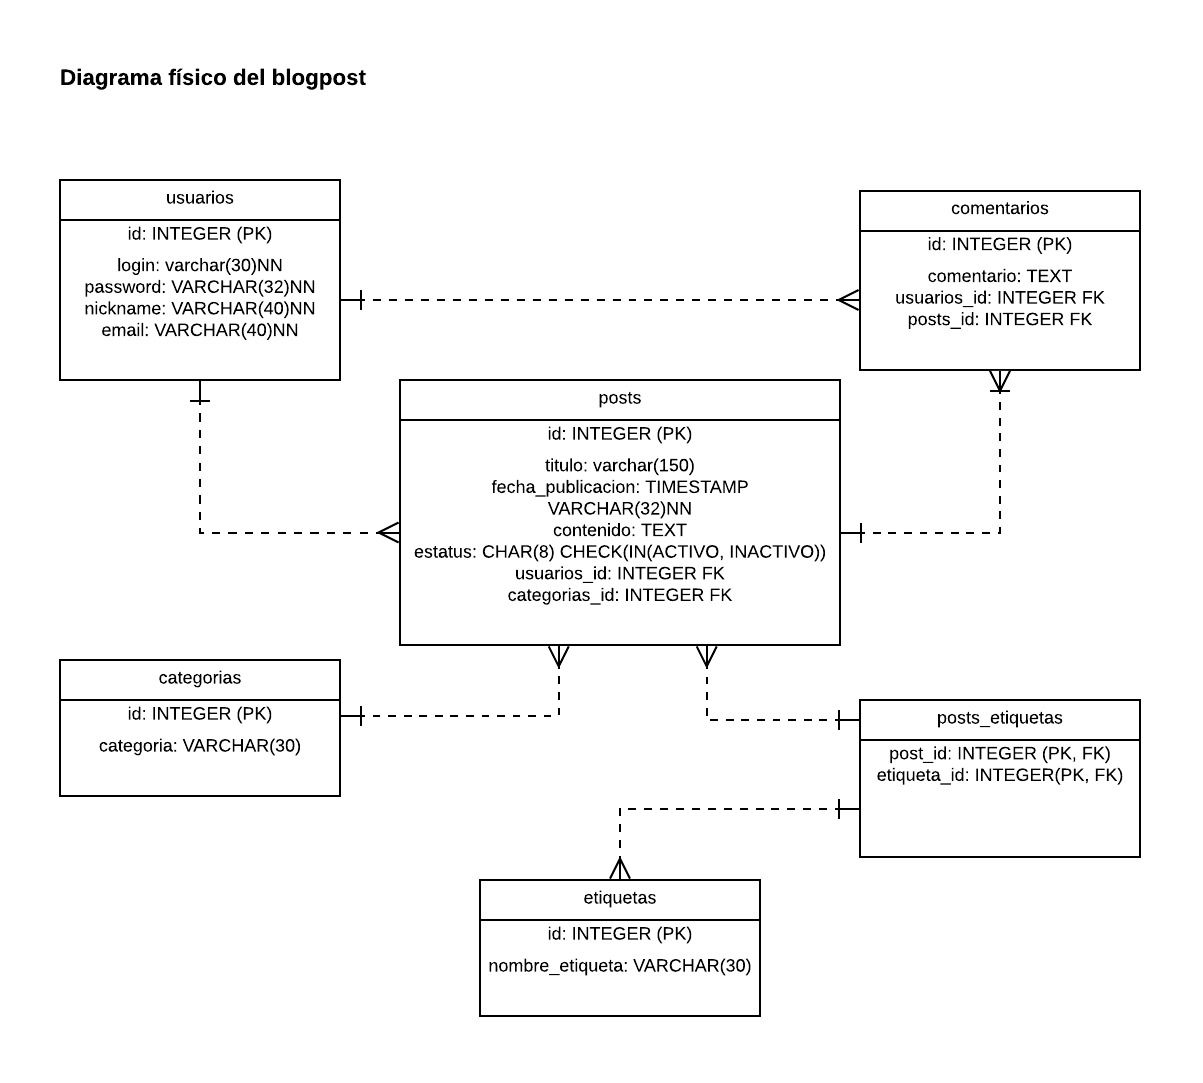 Diagrama físico del blogpost
usuarios
id: INTEGER (PK)
login: varchar(30)NN
password: VARCHAR(32)NN
nickname: VARCHAR(40)NN
email: VARCHAR(40)NN
comentarios
id: INTEGER (PK)
comentario: TEXT
usuarios_id: INTEGER FK
posts_id: INTEGER FK
posts
id: INTEGER (PK)
titulo: varchar(150)
fecha_publicacion: TIMESTAMP
VARCHAR(32)NN
contenido: TEXT
estatus: CHAR(8) CHECK(IN(ACTIVO, INACTIVO))
usuarios_id: INTEGER FK
categorias_id: INTEGER FK
categorias
id: INTEGER (PK)
categoria: VARCHAR(30)
posts_etiquetas
post_id: INTEGER (PK, FK)
etiqueta_id: INTEGER(PK, FK)
etiquetas
id: INTEGER (PK)
nombre_etiqueta: VARCHAR(30)